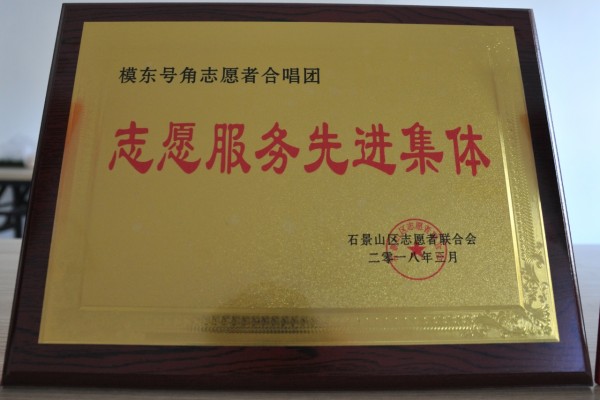 模东号角志愿者合唱团
志愿服务先进集体
石景山区志愿者联合会
二零一八年三月